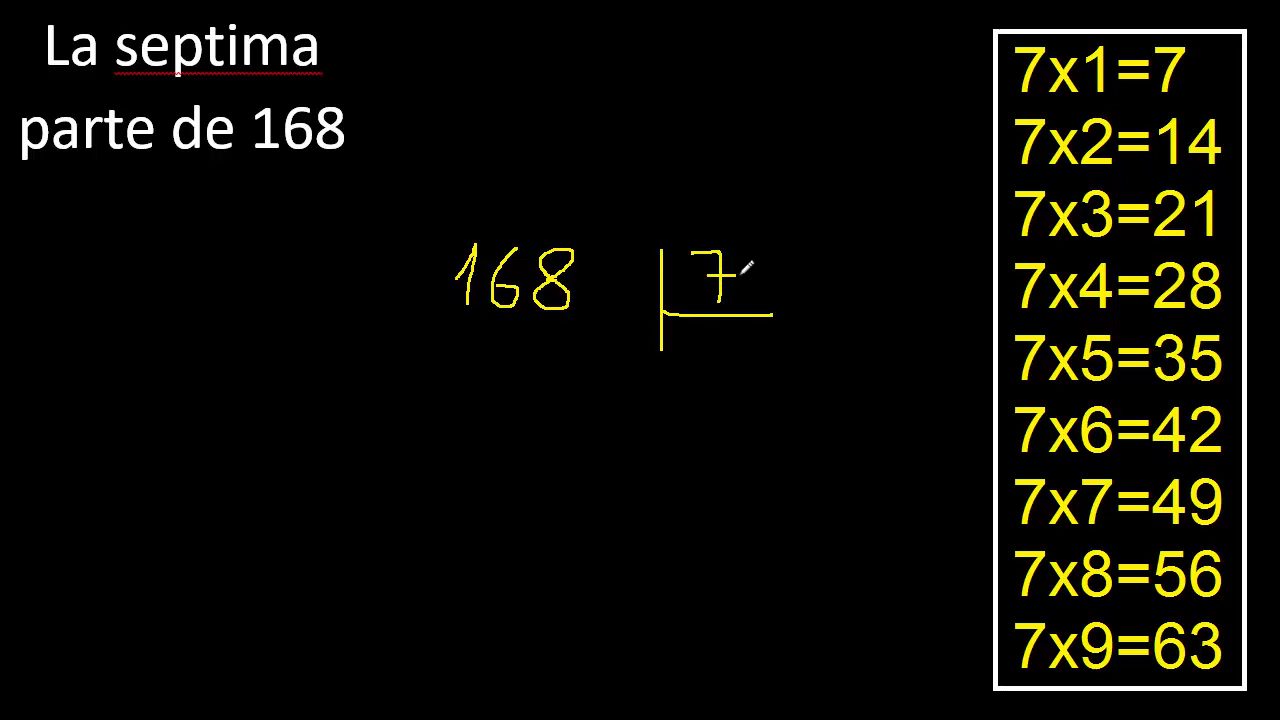 La septima
parte de 168
168 7
7x1=7
7x2=14
7x3=21
7x4=28
7x5=35
7x6=42
7x7=49
7x8=56
7x9=63